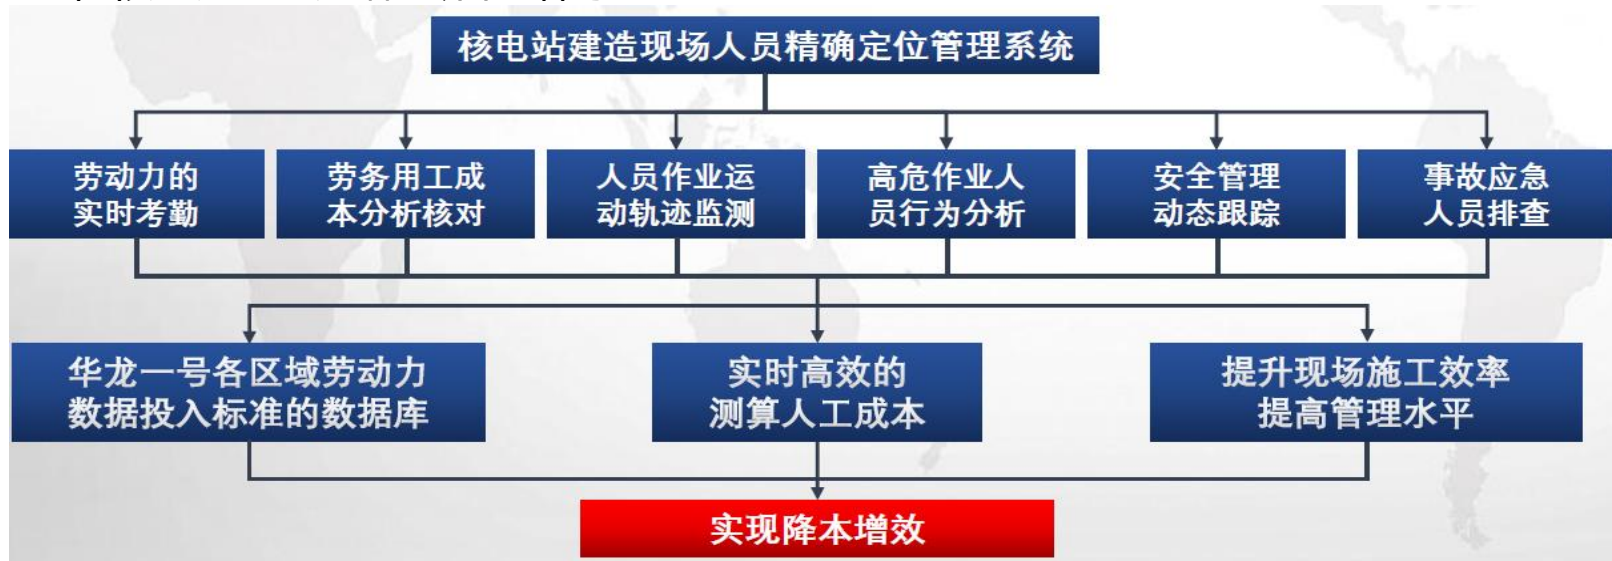 核电站建造现场人员精确定位管理系统
劳动力的
实时考勤
劳务用工成
本分析核对
人员作业运
动轨迹监测
高危作业人
员行为分析
安全管理
动态跟踪
事故应急
人员排查
华龙一号各区域劳动力
数据投入标准的数据库
实时高效的
测算人工成本
提升现场施工效率
提高管理水平
实现降本增效